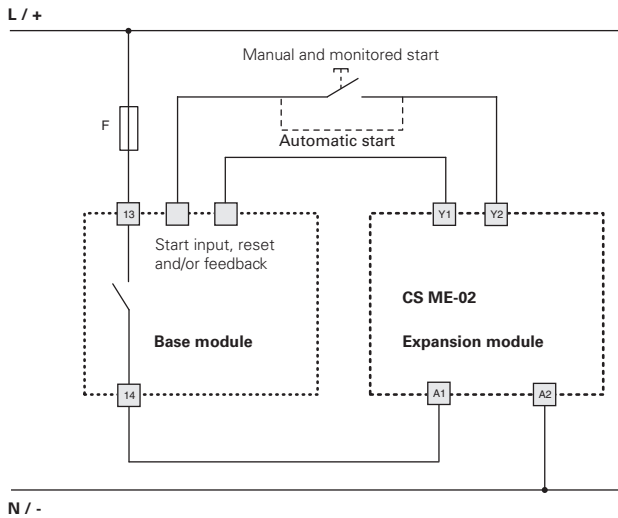 L / +
Manual and monitored start
F
Automatic start
13
Y1
Y2
Start input, reset
and/or feedback
CS ME-02
Base module
Expansion module
14
A1
A2
N / -